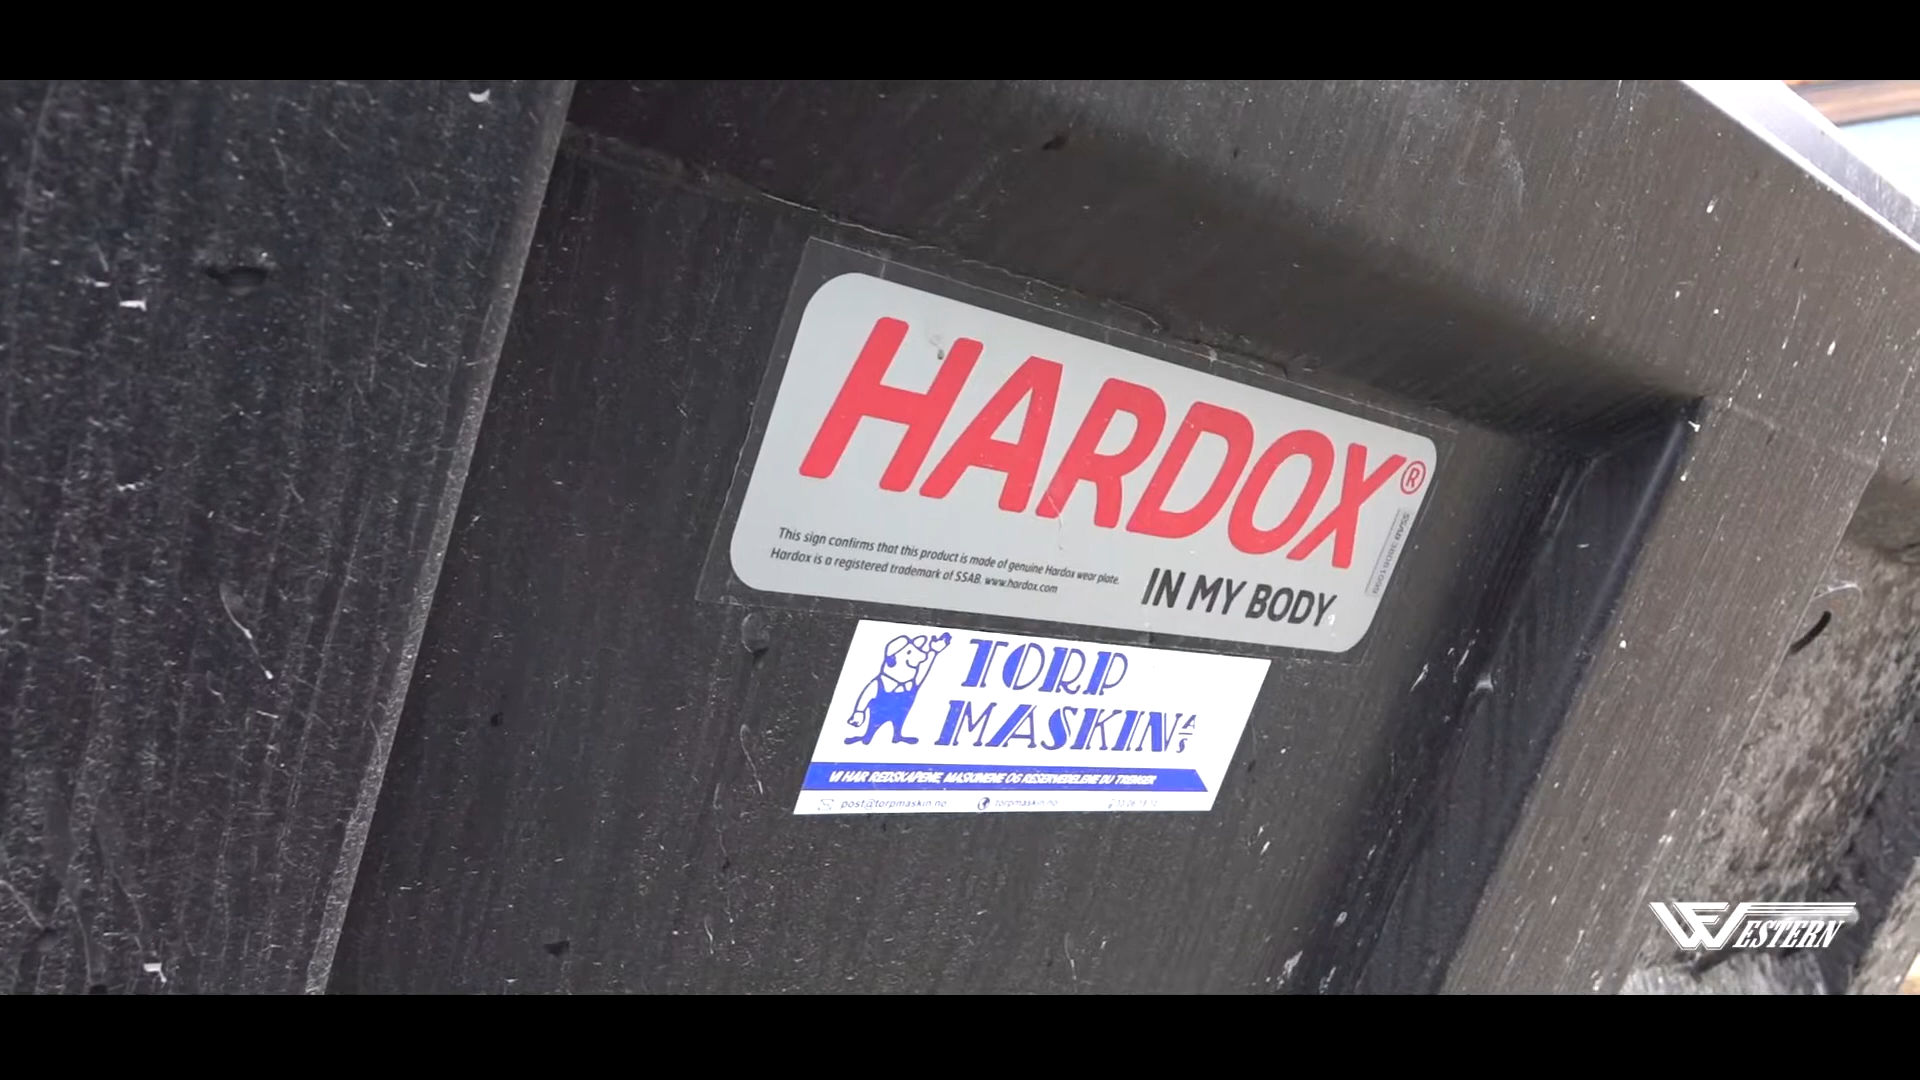 HARDOX®
SSAB
This sign confirms that this product is made of genuine Hardox wear plate.
Hardox is a registered trademark of SSAB. www.hardox.com
IN MY BODY
TORP
MASKIN A/S
VI HAR REDSKAPENE, MASKINENE OG RESERVEDELENE DU TRENGER
post@torpmaskin.no torpmaskin.no
WESTERN